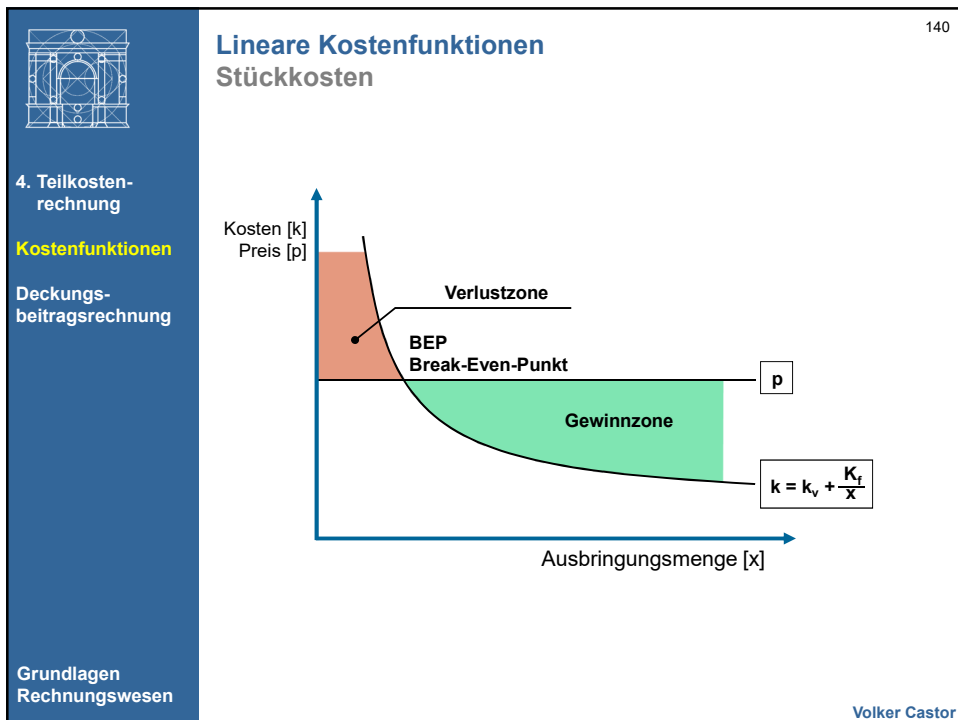 140
Lineare Kostenfunktionen
Stückkosten
4. Teilkosten-
rechnung
Kostenfunktionen
Deckungs-
beitragsrechnung
Kosten [k]
Preis [p]
Verlustzone
BEP
Break-Even-Punkt
p
Gewinnzone
k = kv + Kf/x
Ausbringungsmenge [x]
Grundlagen
Rechnungswesen
Volker Castor